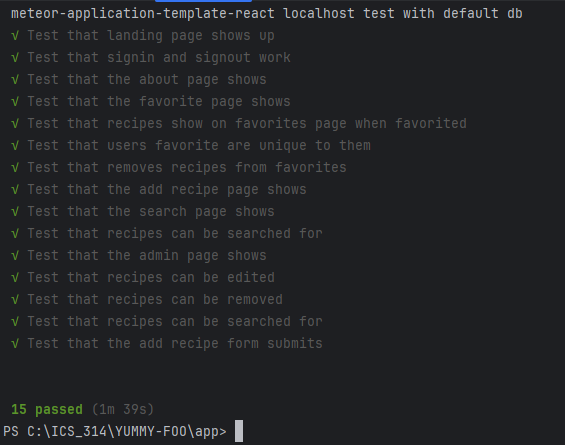 meteor-application-template-react localhost test with default db
√ Test that landing page shows up
√ Test that signin and signout work
√ Test that the about page shows
√ Test that the favorite page shows
√ Test that recipes show on favorites page when favorited
√ Test that users favorite are unique to them
√ Test that removes recipes from favorites
√ Test that the add recipe page shows
√ Test that the search page shows
√ Test that recipes can be searched for
√ Test that the admin page shows
√ Test that recipes can be edited
√ Test that recipes can be removed
√ Test that recipes can be searched for
√ Test that the add recipe form submits
15 passed (1m 39s)
PS C:\ICS_314\YUMMY-FOO\app>